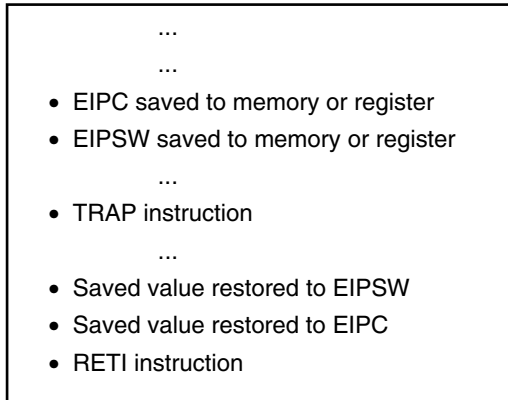 ...
...
• EIPC saved to memory or register
• EIPSW saved to memory or register
...
• TRAP instruction
...
• Saved value restored to EIPSW
• Saved value restored to EIPC
• RETI instruction